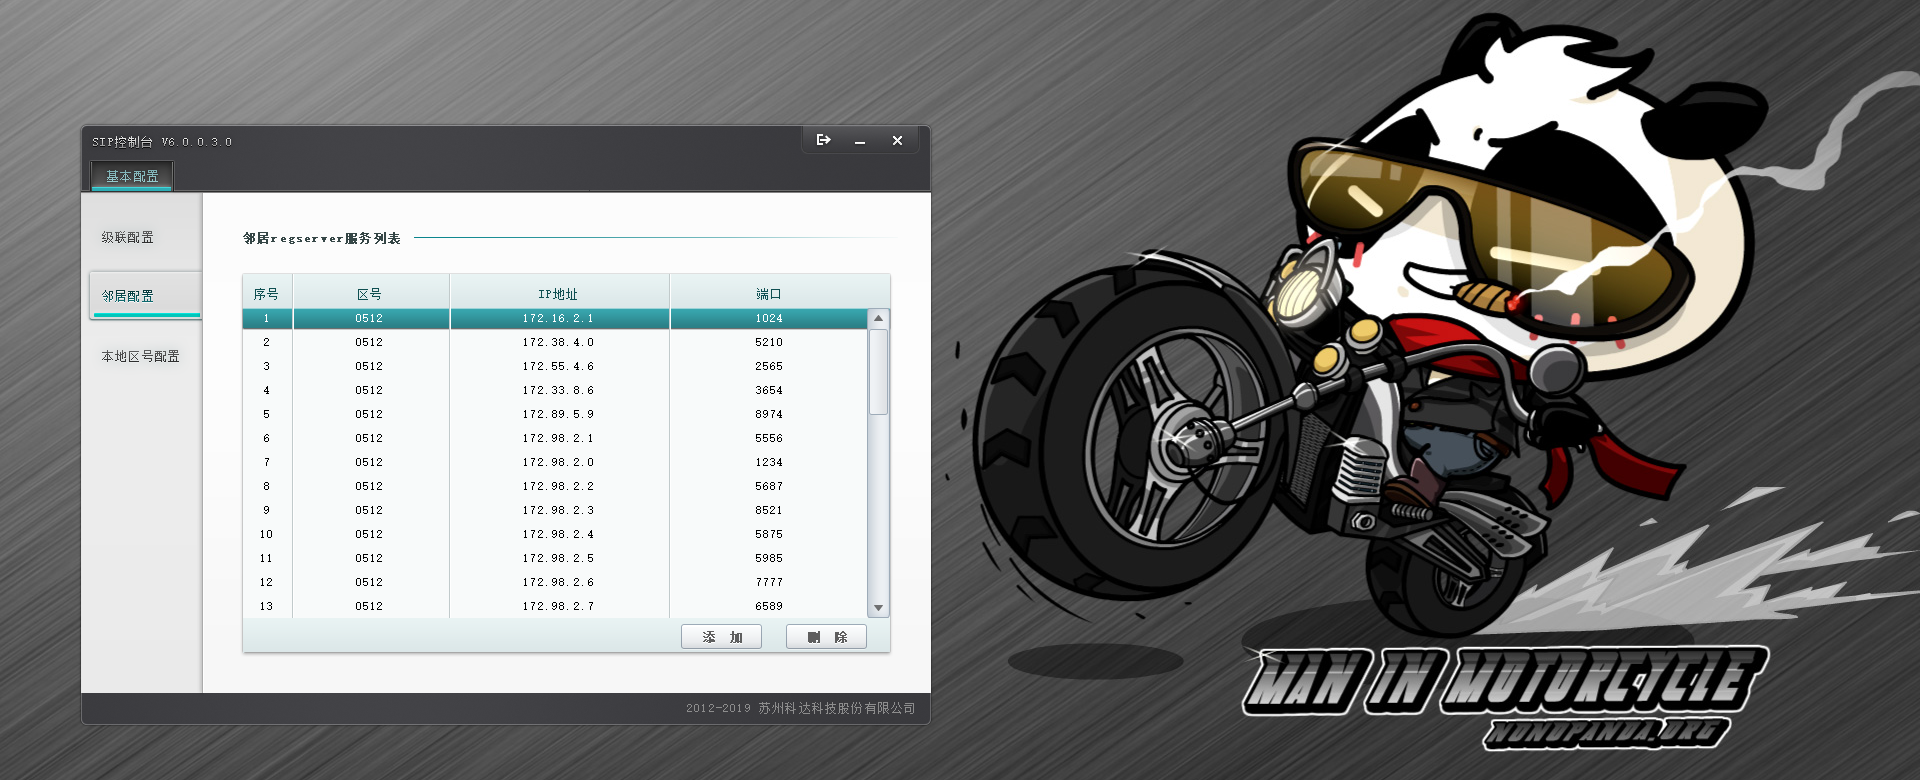 SIP控制台 V6.0.0.3.0
基本配置
级联配置
邻居配置
本地区号配置
邻居regserver服务列表
序号 区号 IP地址 端口
1 0512 172.16.2.1 1024
2 0512 172.38.4.0 5210
3 0512 172.55.4.6 2565
4 0512 172.33.8.6 3654
5 0512 172.89.5.9 8974
6 0512 172.98.2.1 5556
7 0512 172.98.2.0 1234
8 0512 172.98.2.2 5687
9 0512 172.98.2.3 8521
10 0512 172.98.2.4 5875
11 0512 172.98.2.5 5985
12 0512 172.98.2.6 7777
13 0512 172.98.2.7 6589
添 加 删 除
2012-2019 苏州科达科技股份有限公司
MAN IN MOTORCYCLE
NONOPANDA.ORG